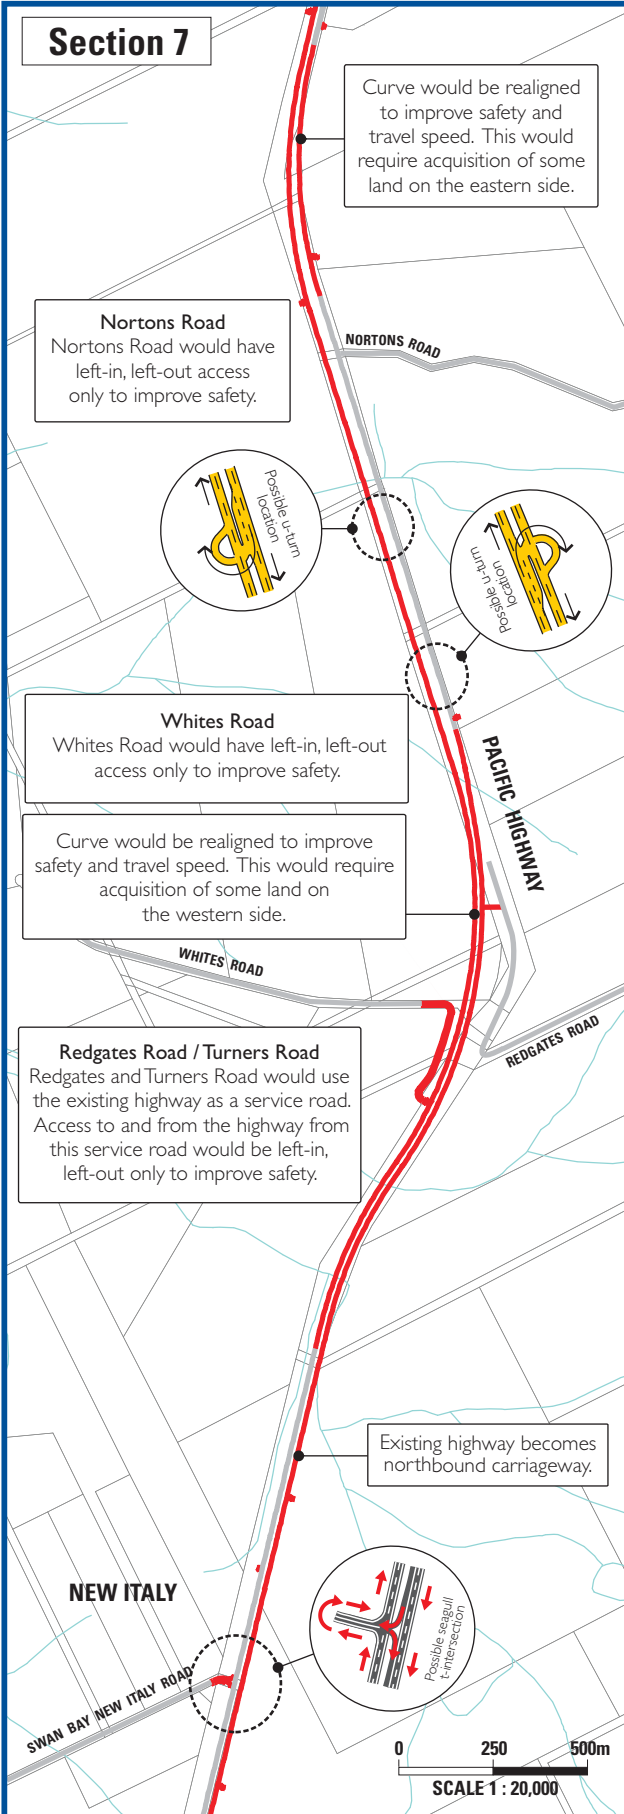 Section 7
Curve would be realigned
to improve safety and
travel speed. This would
require acquisition of some
land on the eastern side.
Nortons Road
Nortons Road would have
left-in, left-out access
only to improve safety.
NORTONS ROAD
Possible u-turn
location
Possible u-turn
location
Whites Road
Whites Road would have left-in, left-out
access only to improve safety.
PACIFIC HIGHWAY
Curve would be realigned to improve
safety and travel speed. This would require
acquisition of some land on
the western side.
WHITES ROAD
REDGATES ROAD
Redgates Road / Turners Road
Redgates and Turners Road would use
the existing highway as a service road.
Access to and from the highway from
this service road would be left-in,
left-out only to improve safety.
Existing highway becomes
northbound carriageway.
NEW ITALY
Possible seagull
t-intersection
SWAN BAY NEW ITALY ROAD
0 250 500m
SCALE 1 : 20,000